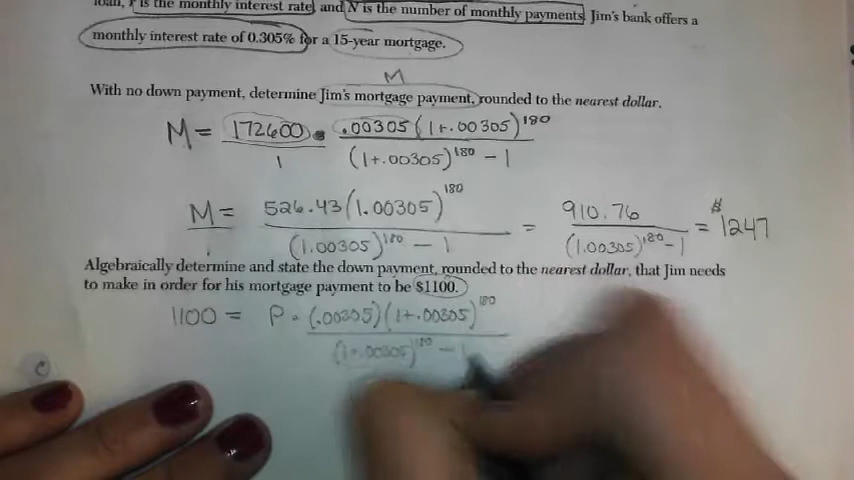 loan, r is the monthly interest rate, and N is the number of monthly payments. Jim's bank offers a
monthly interest rate of 0.305% for a 15-year mortgage.
M
With no down payment, determine Jim's mortgage payment, rounded to the nearest dollar.
M = 172600/1 • .00305(1+.00305)^180/(1+.00305)^180 - 1
M = 526.43(1.00305)^180/(1.00305)^180 - 1 = 910.76/(1.00305)^180 - 1 = $1247
Algebraically determine and state the down payment, rounded to the nearest dollar, that Jim needs
to make in order for his mortgage payment to be $1100.
1100 = P • (.00305)(1+.00305)^180/(1+.00305)^180 - 1